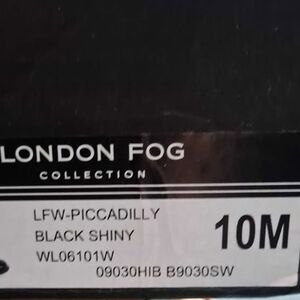 LONDON FOG
COLLECTION
LFW-PICCADILLY
BLACK SHINY
10M
WL06101W
09030HIB B9030SW